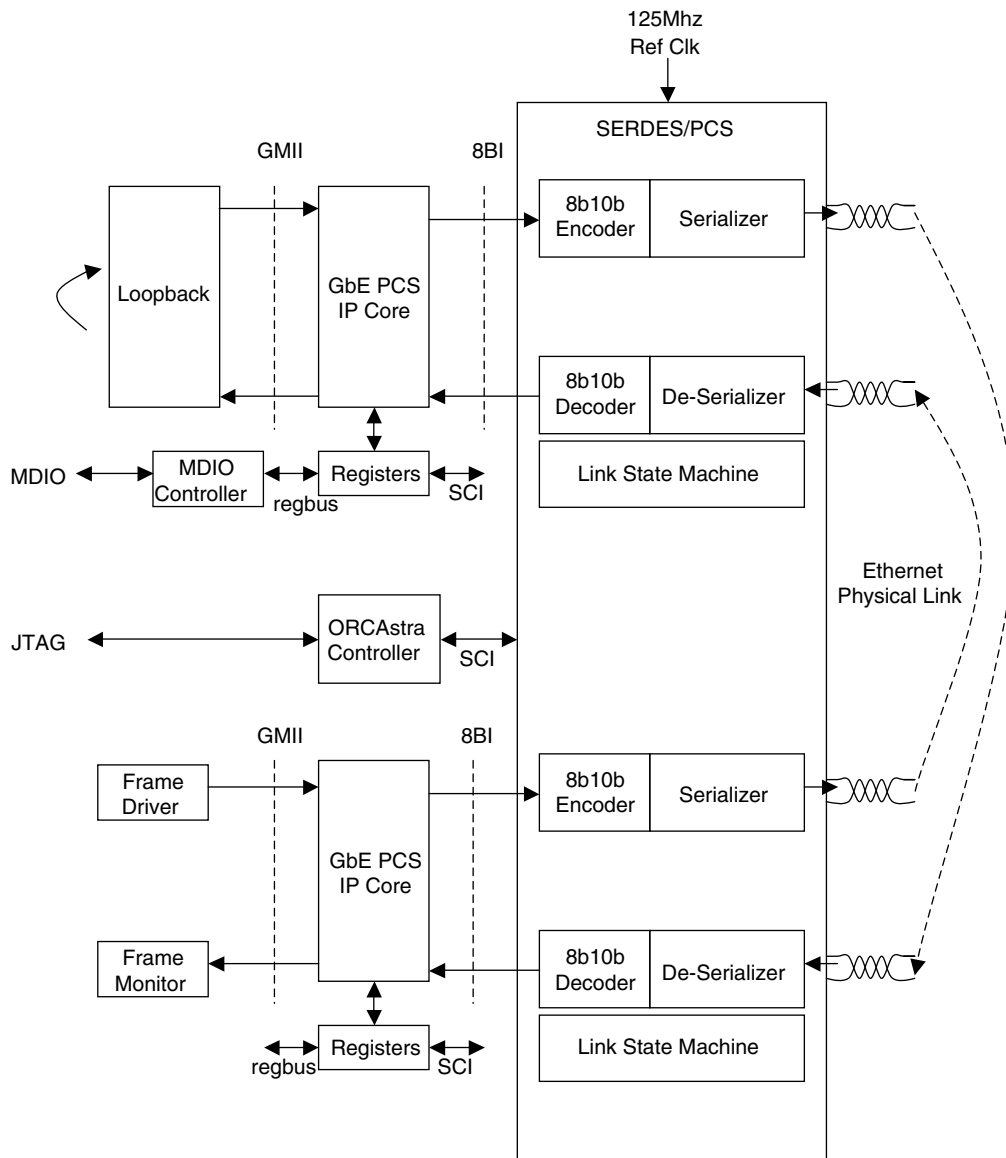 125Mhz
Ref Clk
SERDES/PCS
GMII
8BI
Loopback
GbE PCS
IP Core
8b10b
Encoder
Serializer
8b10b
Decoder
De-Serializer
MDIO
MDIO
Controller
regbus
Registers
SCI
Link State Machine
Ethernet
Physical Link
JTAG
ORCAstra
Controller
SCI
GMII
8BI
Frame
Driver
GbE PCS
IP Core
8b10b
Encoder
Serializer
Frame
Monitor
8b10b
Decoder
De-Serializer
regbus
Registers
SCI
Link State Machine